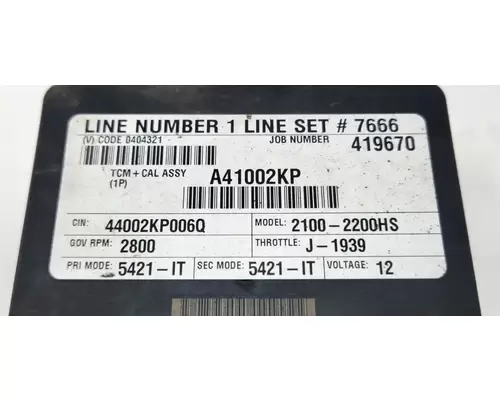 LINE NUMBER 1 LINE SET # 7666
(V) CODE 0404321 JOB NUMBER 419670
TCM + CAL ASSY A41002KP
(1P)
CIN: 44002KP006Q MODEL: 2100-2200HS
GOV RPM: 2800 THROTTLE: J-1939
PRI MODE: 5421-IT SEC MODE: 5421-IT VOLTAGE: 12